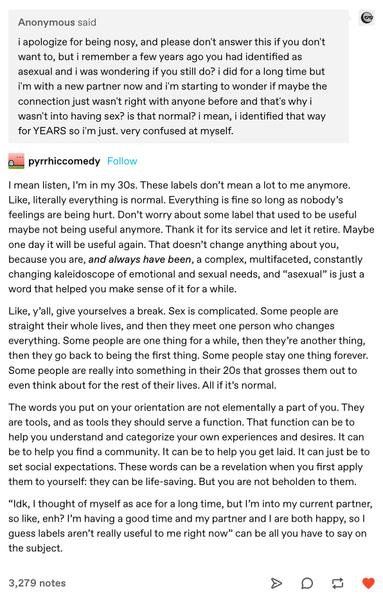 Anonymous said
i apologize for being nosy, and please don't answer this if you don't
want to, but i remember a few years ago you had identified as
asexual and i was wondering if you still do? i did for a long time but
i'm with a new partner now and i'm starting to wonder if maybe the
connection just wasn't right with anyone before and that's why i
wasn't into having sex? is that normal? i mean, i identified that way
for YEARS so i'm just. very confused at myself.
pyrrhiccomedy Follow
I mean listen, I'm in my 30s. These labels don't mean a lot to me anymore.
Like, literally everything is normal. Everything is fine so long as nobody's
feelings are being hurt. Don't worry about some label that used to be useful
maybe not being useful anymore. Thank it for its service and let it retire. Maybe
one day it will be useful again. That doesn't change anything about you,
because you are, and always have been, a complex, multifaceted, constantly
changing kaleidoscope of emotional and sexual needs, and “asexual” is just a
word that helped you make sense of it for a while.
Like, y'all, give yourselves a break. Sex is complicated. Some people are
straight their whole lives, and then they meet one person who changes
everything. Some people are one thing for a while, then they're another thing,
then they go back to being the first thing. Some people stay one thing forever.
Some people are really into something in their 20s that grosses them out to
even think about for the rest of their lives. All if it's normal.
The words you put on your orientation are not elementally a part of you. They
are tools, and as tools they should serve a function. That function can be to
help you understand and categorize your own experiences and desires. It can
be to help you find a community. It can be to help you get laid. It can just be to
set social expectations. These words can be a revelation when you first apply
them to yourself: they can be life-saving. But you are not beholden to them.
“Idk, I thought of myself as ace for a long time, but I'm into my current partner,
so like, enh? I'm having a good time and my partner and I are both happy, so I
guess labels aren't really useful to me right now” can be all you have to say on
the subject.
3,279 notes